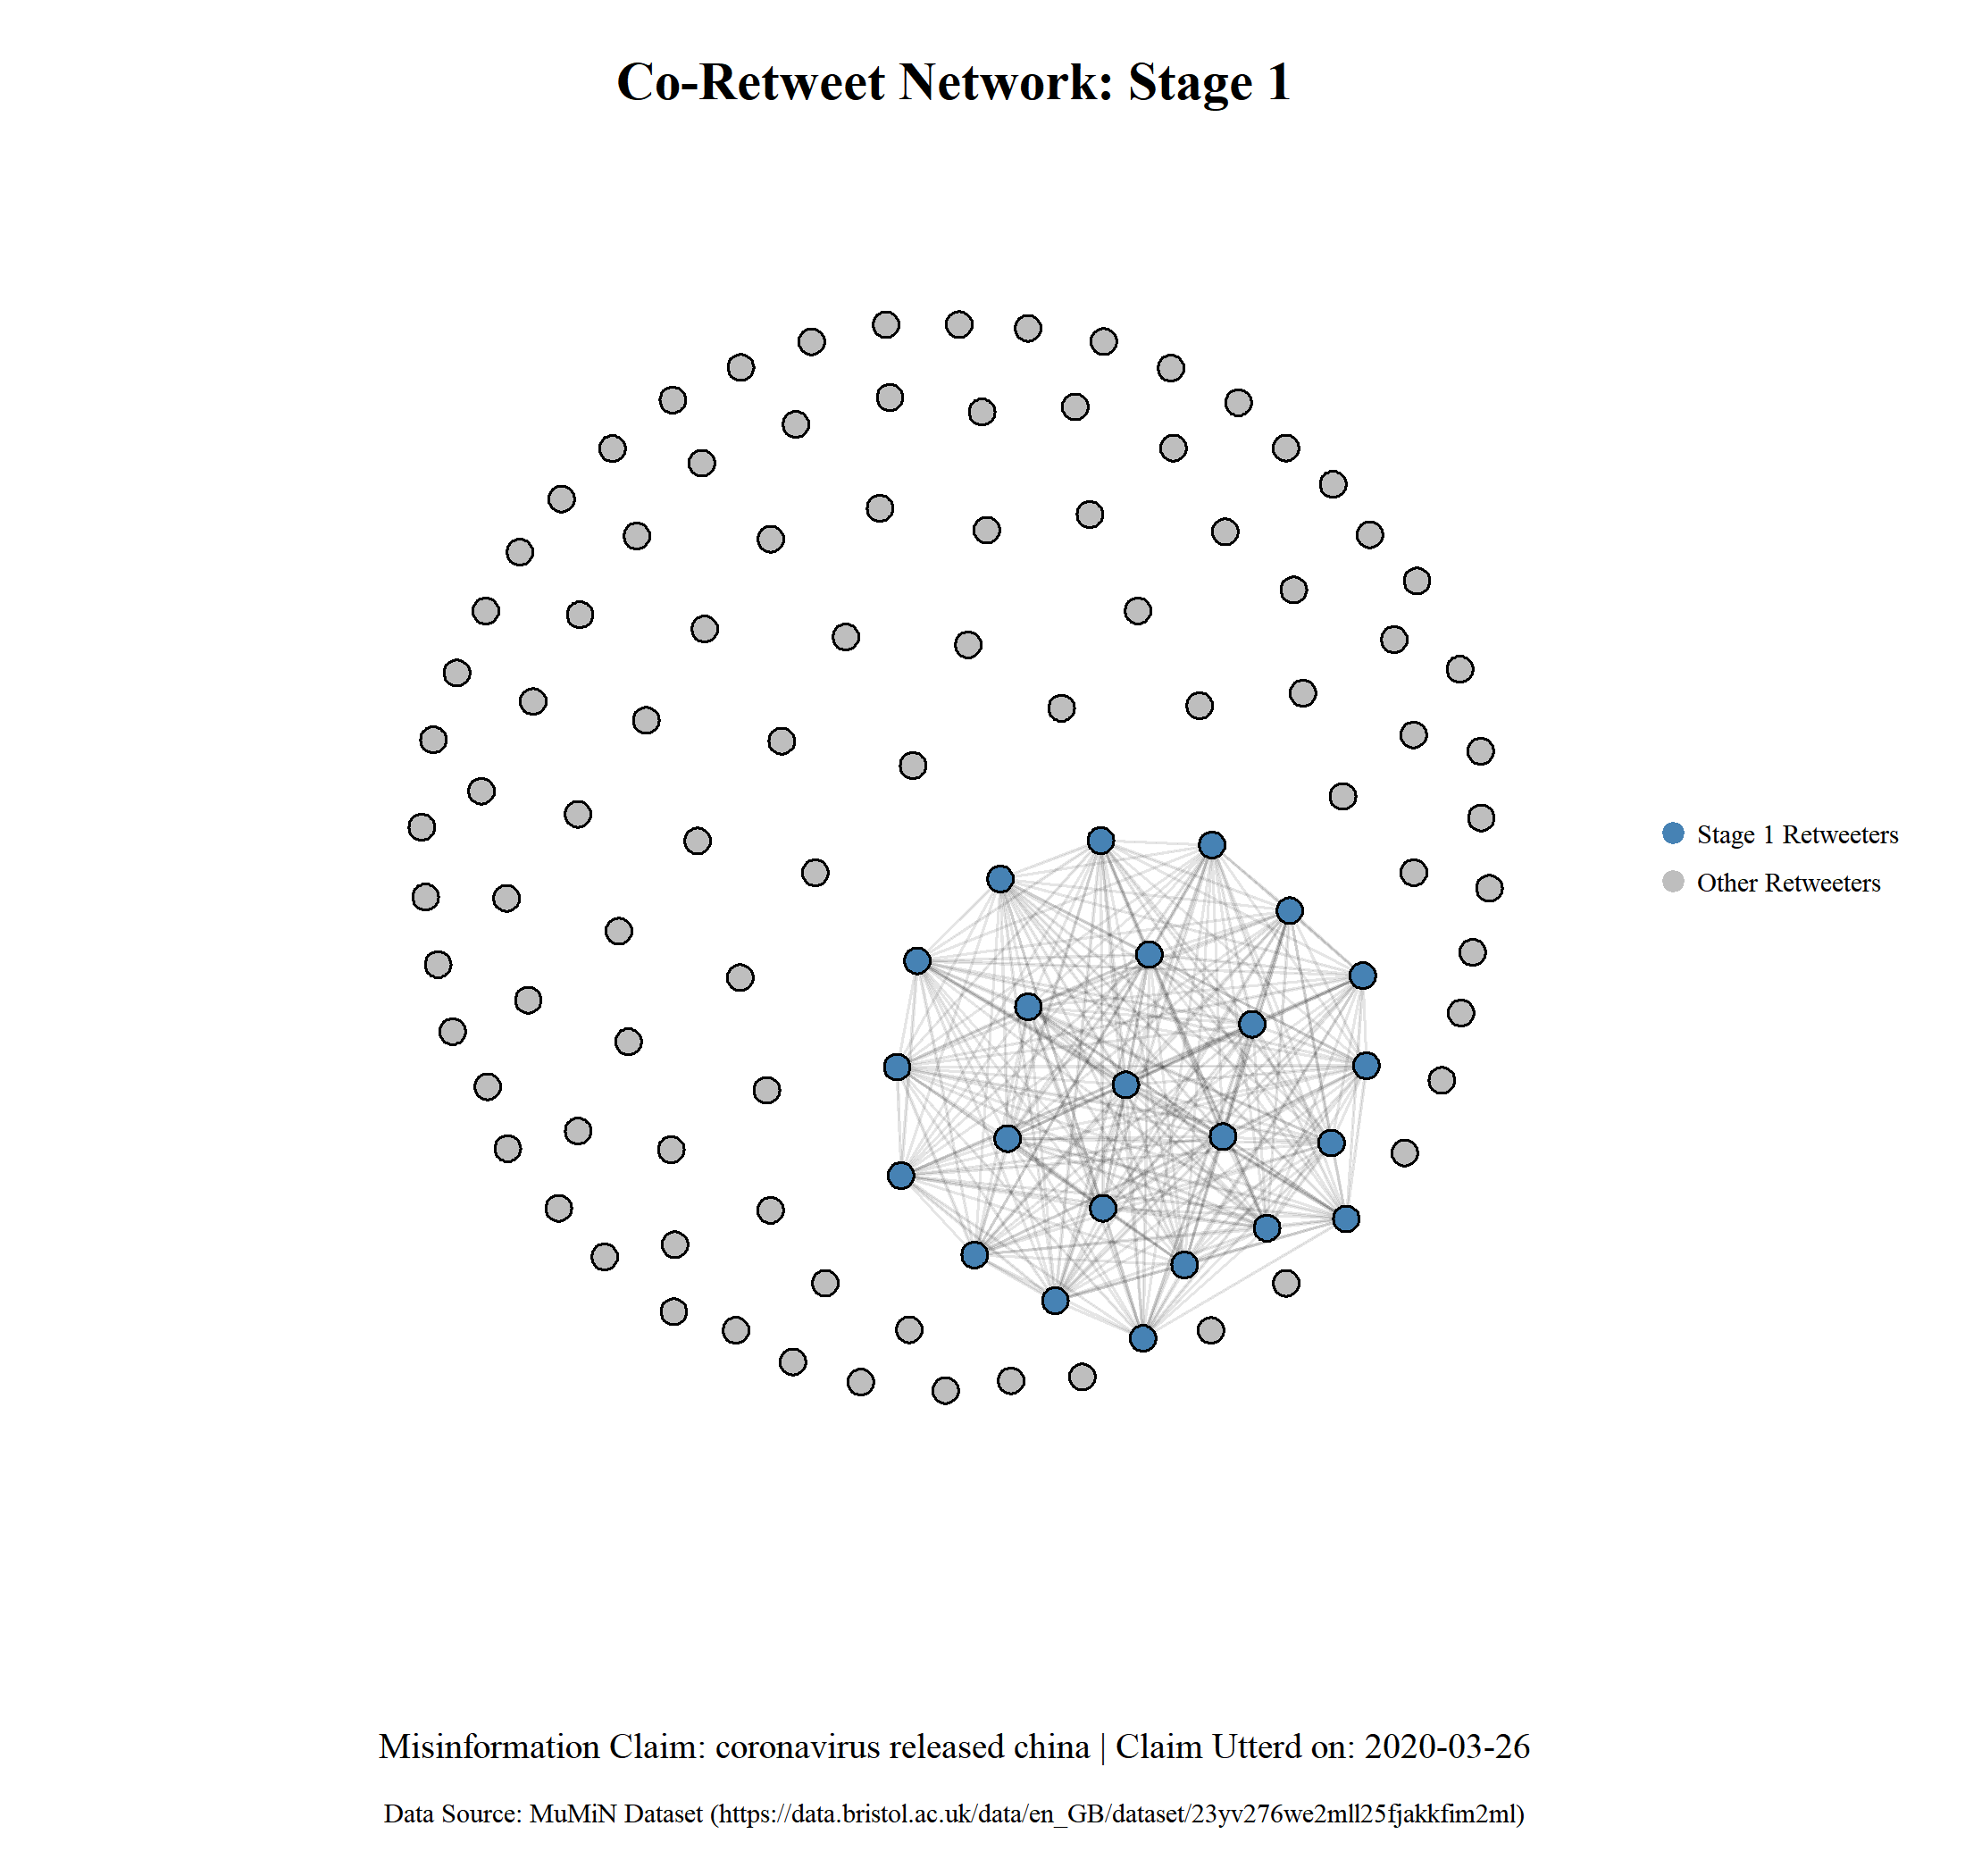 Co-Retweet Network: Stage 1
Stage 1 Retweeters
Other Retweeters
Misinformation Claim: coronavirus released china | Claim Utterd on: 2020-03-26
Data Source: MuMiN Dataset (https://data.bristol.ac.uk/data/en_GB/dataset/23yv276we2mll25fjakkfim2ml)